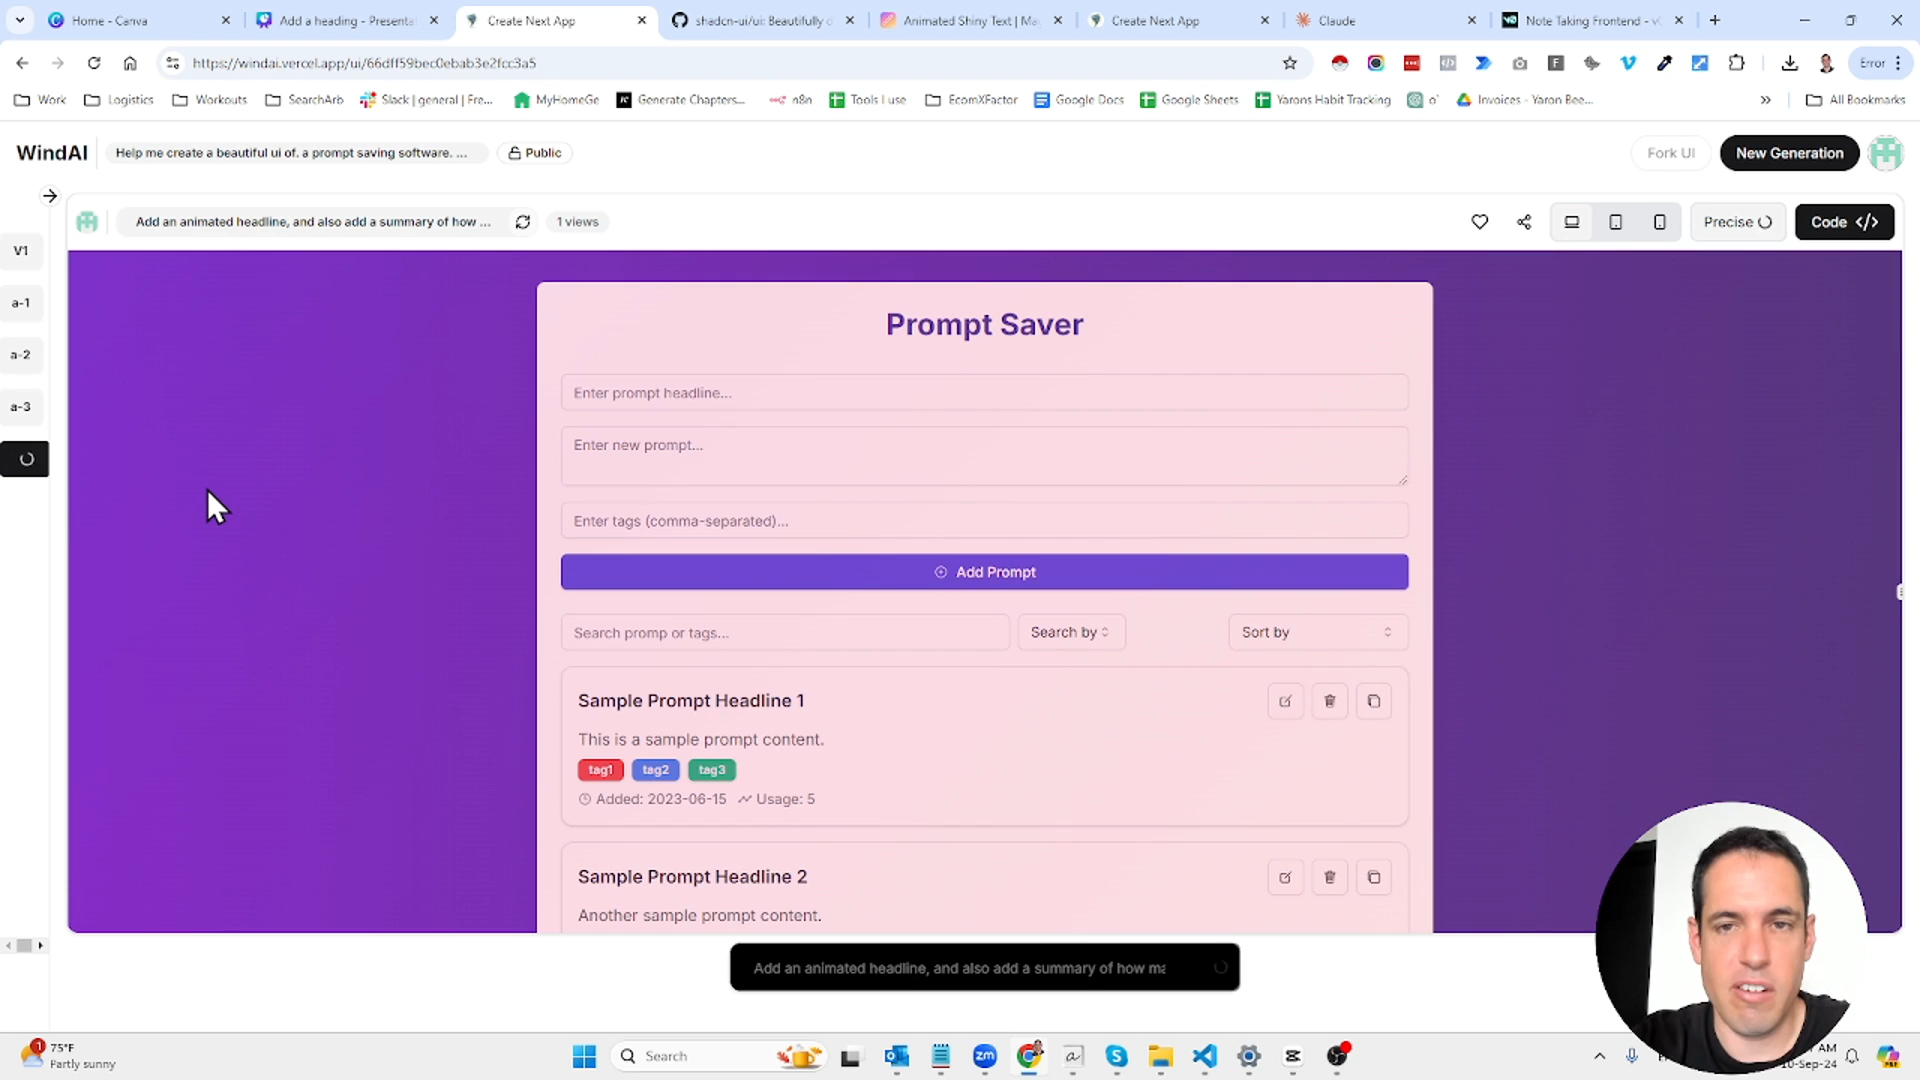 Home - Canva
Add a heading - Presenta
Create Next App
shadcn-ui/ui: Beautifully d
Animated Shiny Text | Ma
Create Next App
Claude
Note Taking Frontend - v
https://windai.vercel.app/ui/66dff59bec0ebab3e2fcc3a5
Error
Work
Logistics
Workouts
SearchArb
Slack | general | Fre...
MyHomeGe
Generate Chapters...
n8n
Tools I use
EcomXFactor
Google Docs
Google Sheets
Yarons Habit Tracking
o'
Invoices - Yaron Bee...
»
All Bookmarks
WindAI
Help me create a beautiful ui of. a prompt saving software. ...
Public
Fork UI
New Generation
Add an animated headline, and also add a summary of how ...
1 views
Precise
Code </>
V1
a-1
a-2
a-3
Prompt Saver
Enter prompt headline...
Enter new prompt...
Enter tags (comma-separated)...
Add Prompt
Search promp or tags...
Search by
Sort by
Sample Prompt Headline 1
This is a sample prompt content.
tag1 tag2 tag3
Added: 2023-06-15 Usage: 5
Sample Prompt Headline 2
Another sample prompt content.
Add an animated headline, and also add a summary of how ma
1
75°F
Partly sunny
Search
zm
AM
10-Sep-24